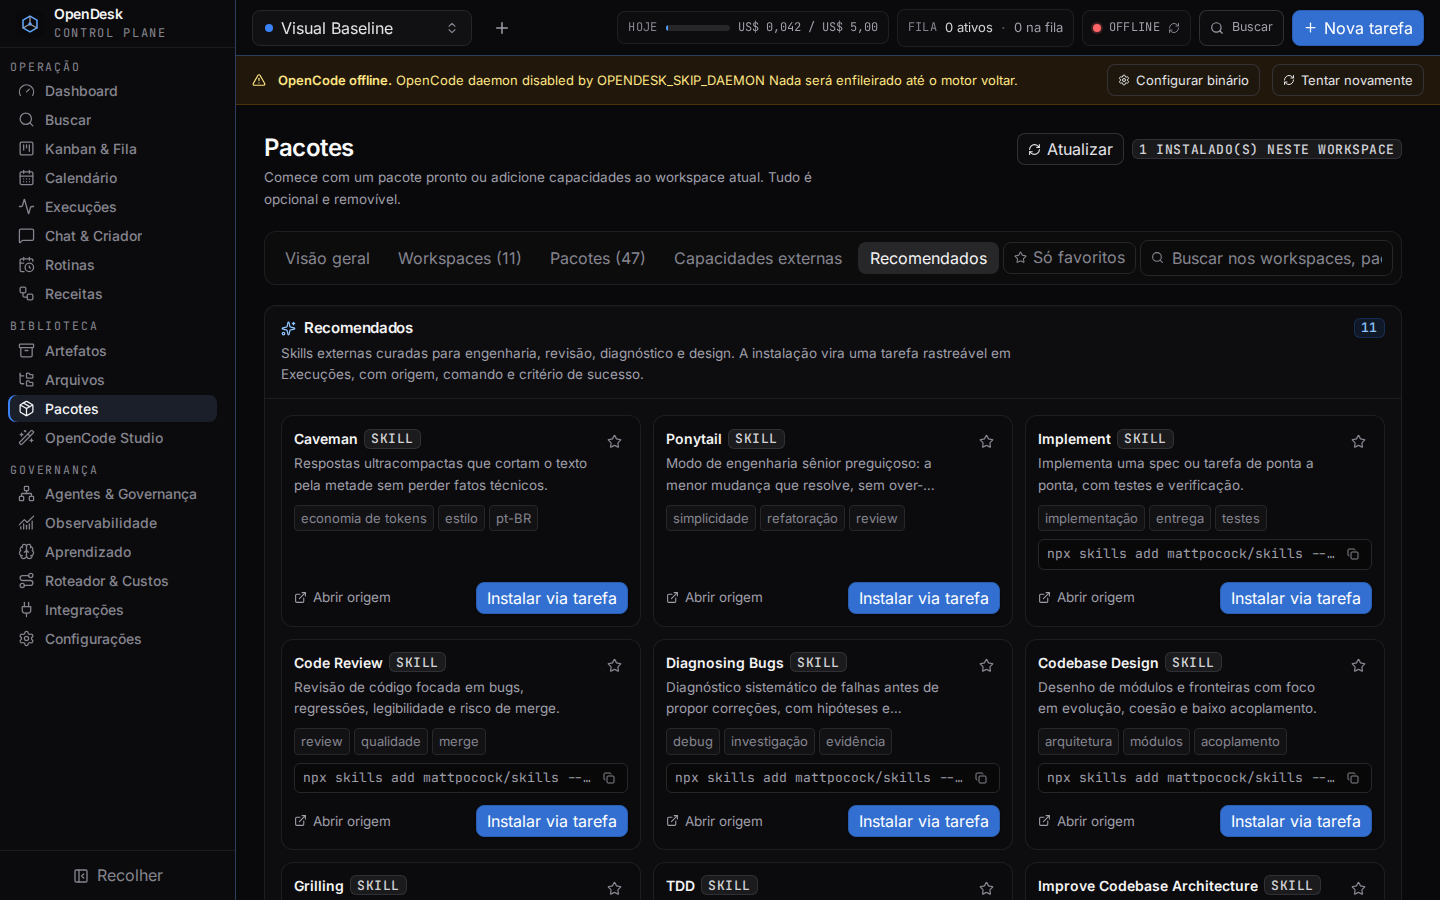 OpenDesk
CONTROL PLANE
OPERAÇÃO
Dashboard
Buscar
Kanban & Fila
Calendário
Execuções
Chat & Criador
Rotinas
Receitas
BIBLIOTECA
Artefatos
Arquivos
Pacotes
OpenCode Studio
GOVERNANÇA
Agentes & Governança
Observabilidade
Aprendizado
Roteador & Custos
Integrações
Configurações
Recolher
Visual Baseline
HOJE US$ 0,042 / US$ 5,00
FILA 0 ativos · 0 na fila
OFFLINE
Buscar
Nova tarefa
OpenCode offline. OpenCode daemon disabled by OPENDESK_SKIP_DAEMON Nada será enfileirado até o motor voltar.
Configurar binário
Tentar novamente
Pacotes
Comece com um pacote pronto ou adicione capacidades ao workspace atual. Tudo é
opcional e removível.
Atualizar
1 INSTALADO(S) NESTE WORKSPACE
Visão geral
Workspaces (11)
Pacotes (47)
Capacidades externas
Recomendados
Só favoritos
Buscar nos workspaces, pac
Recomendados
11
Skills externas curadas para engenharia, revisão, diagnóstico e design. A instalação vira uma tarefa rastreável em
Execuções, com origem, comando e critério de sucesso.
Caveman SKILL
Respostas ultracompactas que cortam o texto
pela metade sem perder fatos técnicos.
economia de tokens estilo pt-BR
Abrir origem
Instalar via tarefa
Ponytail SKILL
Modo de engenharia sênior preguiçoso: a
menor mudança que resolve, sem over-...
simplicidade refatoração review
Abrir origem
Instalar via tarefa
Implement SKILL
Implementa uma spec ou tarefa de ponta a
ponta, com testes e verificação.
implementação entrega testes
npx skills add mattpocock/skills --…
Abrir origem
Instalar via tarefa
Code Review SKILL
Revisão de código focada em bugs,
regressões, legibilidade e risco de merge.
review qualidade merge
npx skills add mattpocock/skills --…
Abrir origem
Instalar via tarefa
Diagnosing Bugs SKILL
Diagnóstico sistemático de falhas antes de
propor correções, com hipóteses e...
debug investigação evidência
npx skills add mattpocock/skills --…
Abrir origem
Instalar via tarefa
Codebase Design SKILL
Desenho de módulos e fronteiras com foco
em evolução, coesão e baixo acoplamento.
arquitetura módulos acoplamento
npx skills add mattpocock/skills --…
Abrir origem
Instalar via tarefa
Grilling SKILL
TDD SKILL
Improve Codebase Architecture SKILL